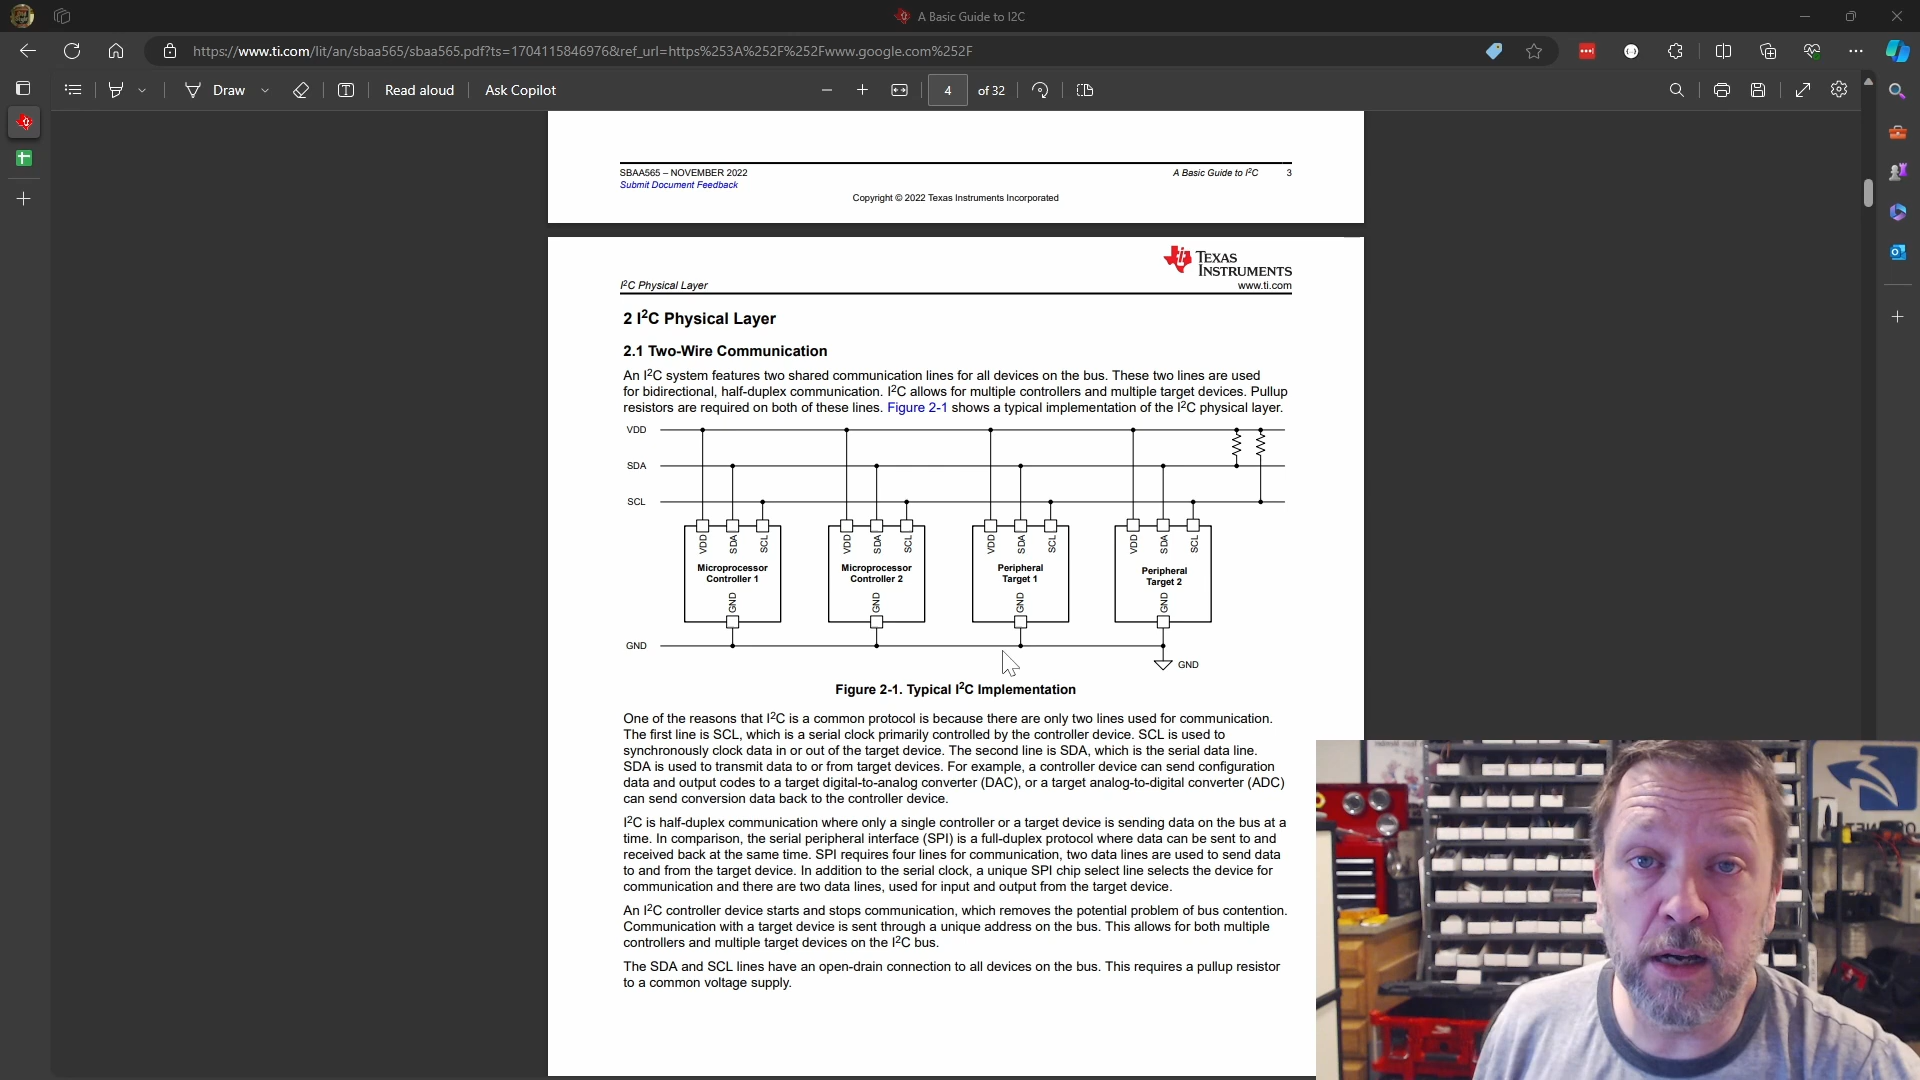 A Basic Guide to I2C
https://www.ti.com/lit/an/sbaa565/sbaa565.pdf?ts=1704115846976&ref_url=https%253A%252F%252Fwww.google.com%252F
Draw
Read aloud
Ask Copilot
4 of 32
SBAA565 – NOVEMBER 2022
A Basic Guide to I²C 3
Submit Document Feedback
Copyright © 2022 Texas Instruments Incorporated
TEXAS
INSTRUMENTS
I²C Physical Layer
www.ti.com
2 I²C Physical Layer
2.1 Two-Wire Communication
An I²C system features two shared communication lines for all devices on the bus. These two lines are used
for bidirectional, half-duplex communication. I²C allows for multiple controllers and multiple target devices. Pullup
resistors are required on both of these lines. Figure 2-1 shows a typical implementation of the I²C physical layer.
VDD
SDA
SCL
VDD SDA SCL VDD SDA SCL VDD SDA SCL VDD SDA SCL
Microprocessor
Controller 1
Microprocessor
Controller 2
Peripheral
Target 1
Peripheral
Target 2
GND GND GND GND
GND
GND
Figure 2-1. Typical I²C Implementation
One of the reasons that I²C is a common protocol is because there are only two lines used for communication.
The first line is SCL, which is a serial clock primarily controlled by the controller device. SCL is used to
synchronously clock data in or out of the target device. The second line is SDA, which is the serial data line.
SDA is used to transmit data to or from target devices. For example, a controller device can send configuration
data and output codes to a target digital-to-analog converter (DAC), or a target analog-to-digital converter (ADC)
can send conversion data back to the controller device.
I²C is half-duplex communication where only a single controller or a target device is sending data on the bus at a
time. In comparison, the serial peripheral interface (SPI) is a full-duplex protocol where data can be sent to and
received back at the same time. SPI requires four lines for communication, two data lines are used to send data
to and from the target device. In addition to the serial clock, a unique SPI chip select line selects the device for
communication and there are two data lines, used for input and output from the target device.
An I²C controller device starts and stops communication, which removes the potential problem of bus contention.
Communication with a target device is sent through a unique address on the bus. This allows for both multiple
controllers and multiple target devices on the I²C bus.
The SDA and SCL lines have an open-drain connection to all devices on the bus. This requires a pullup resistor
to a common voltage supply.